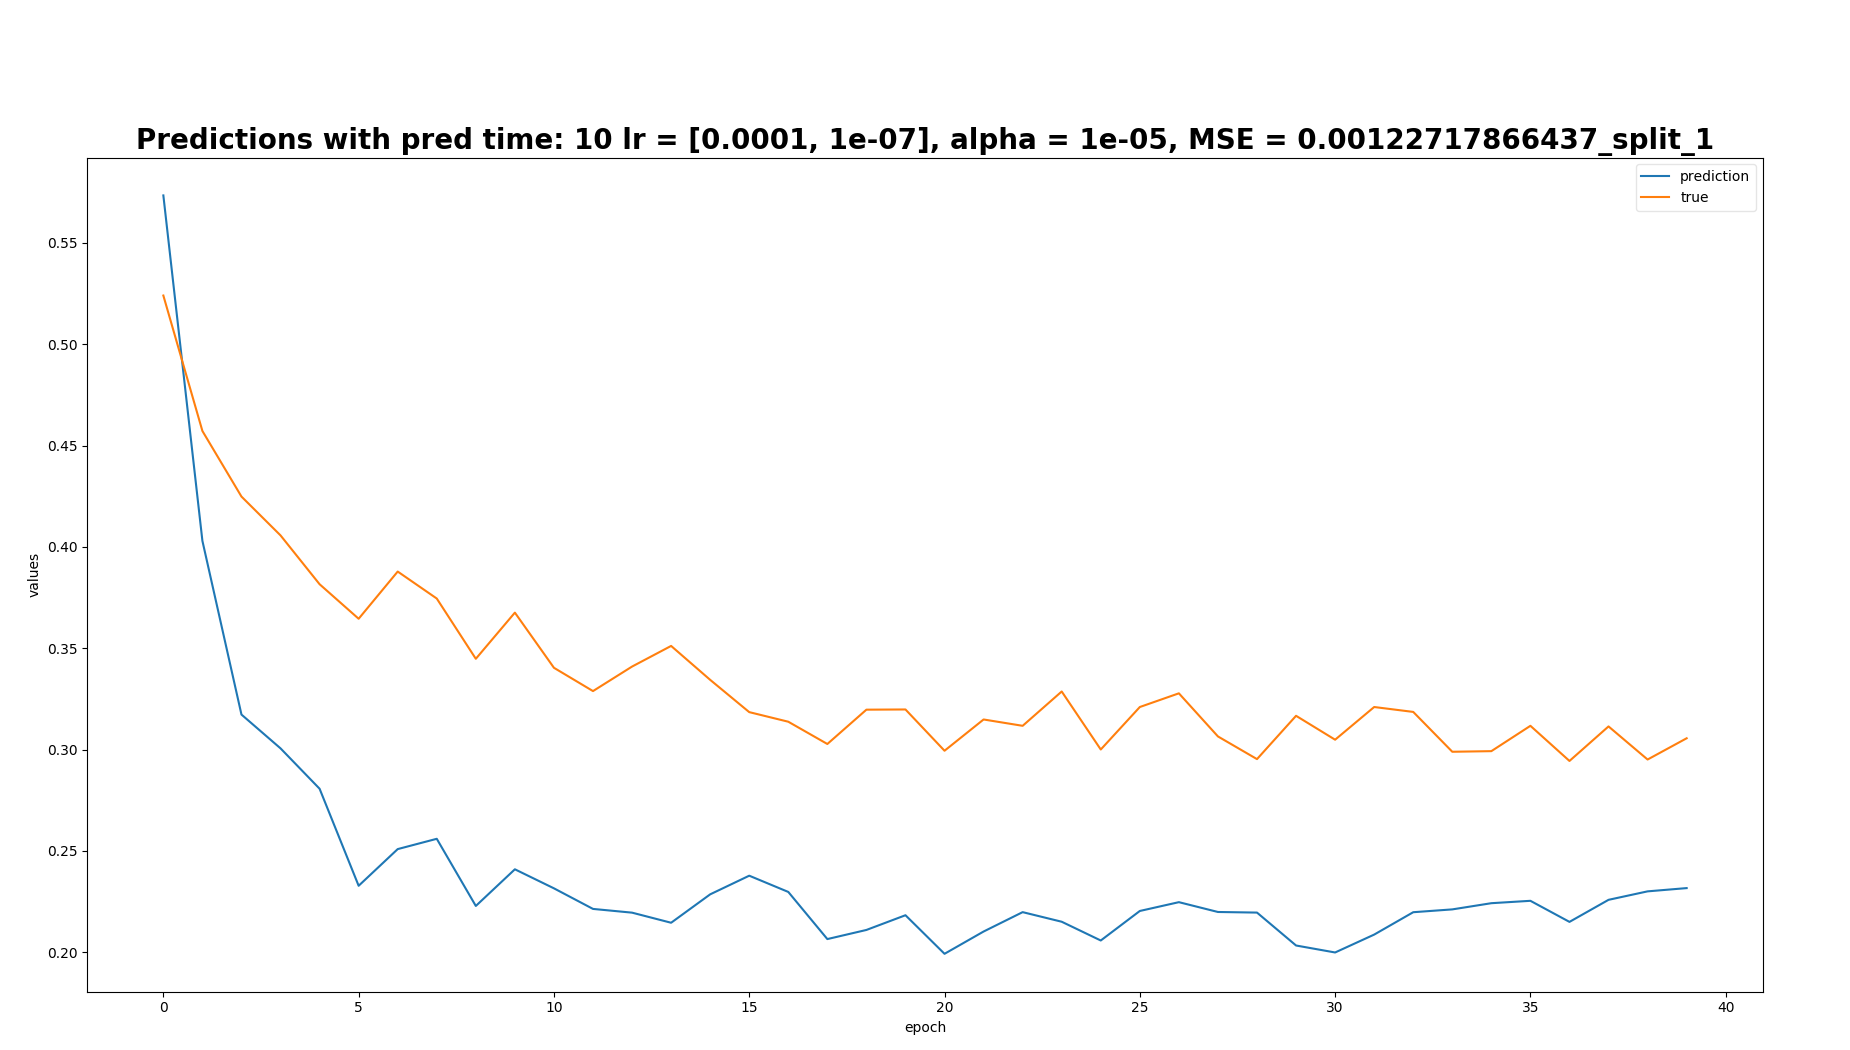 Predictions with pred time: 10 lr = [0.0001, 1e-07], alpha = 1e-05, MSE = 0.00122717866437_split_1
prediction
true
0.55
0.50
0.45
0.40
0.35
0.30
0.25
0.20
values
0 5 10 15 20 25 30 35 40
epoch